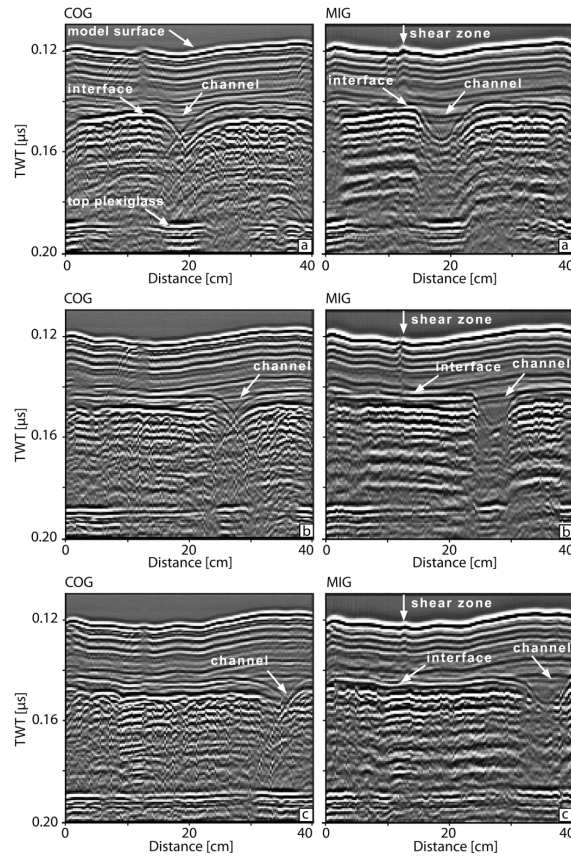 COG
MIG
model surface
shear zone
0.12
interface
channel
interface
channel
TWT [µs]
0.16
top plexiglass
0.20
a
a
0 20 40
0 20 40
Distance [cm]
Distance [cm]
COG
MIG
0.12
shear zone
channel
interface
channel
TWT [µs]
0.16
0.20
b
b
0 20 40
0 20 40
Distance [cm]
Distance [cm]
COG
MIG
0.12
shear zone
channel
interface
channel
TWT [µs]
0.16
0.20
c
c
0 20 40
0 20 40
Distance [cm]
Distance [cm]